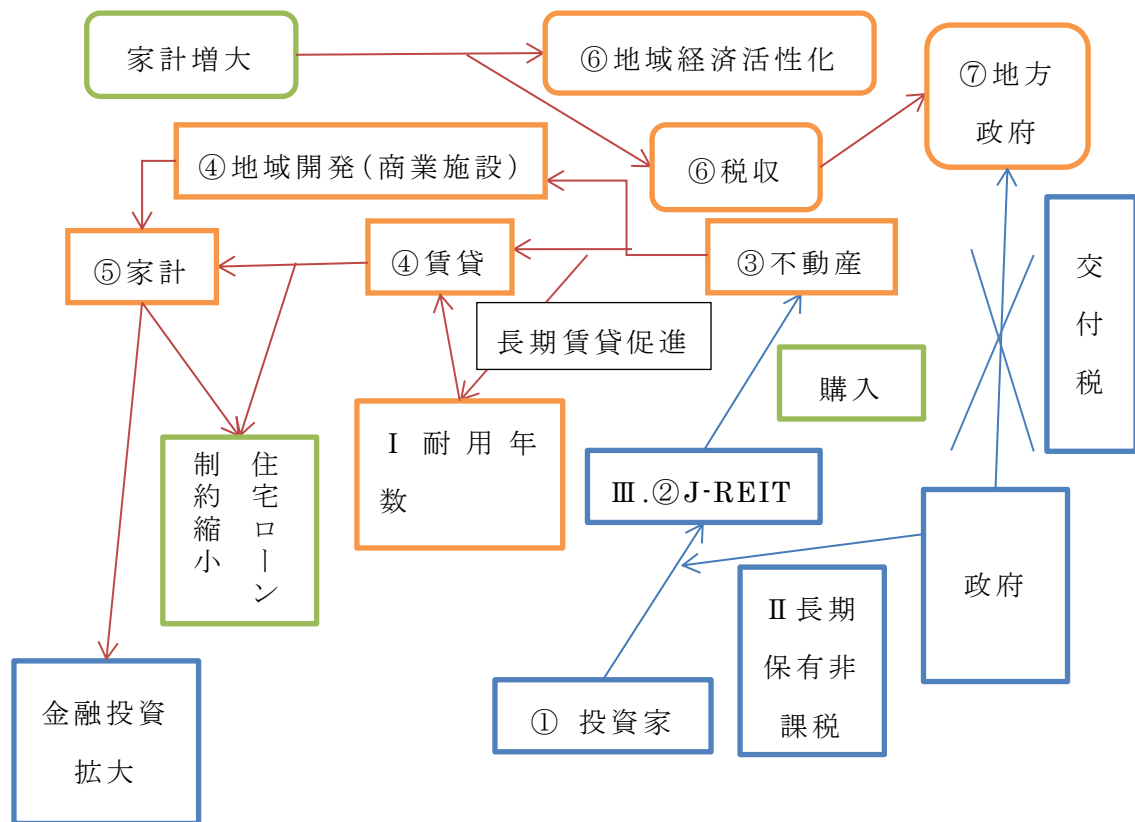 家計増大
⑥地域経済活性化
⑦地方
政府
④地域開発(商業施設)
⑥税収
⑤家計
④賃貸
③不動産
交
付
税
長期賃貸促進
購入
Ⅰ 耐用年
数
住宅ローン
制約縮小
Ⅲ.②J-REIT
政府
Ⅱ長期
保有非
課税
① 投資家
金融投資
拡大